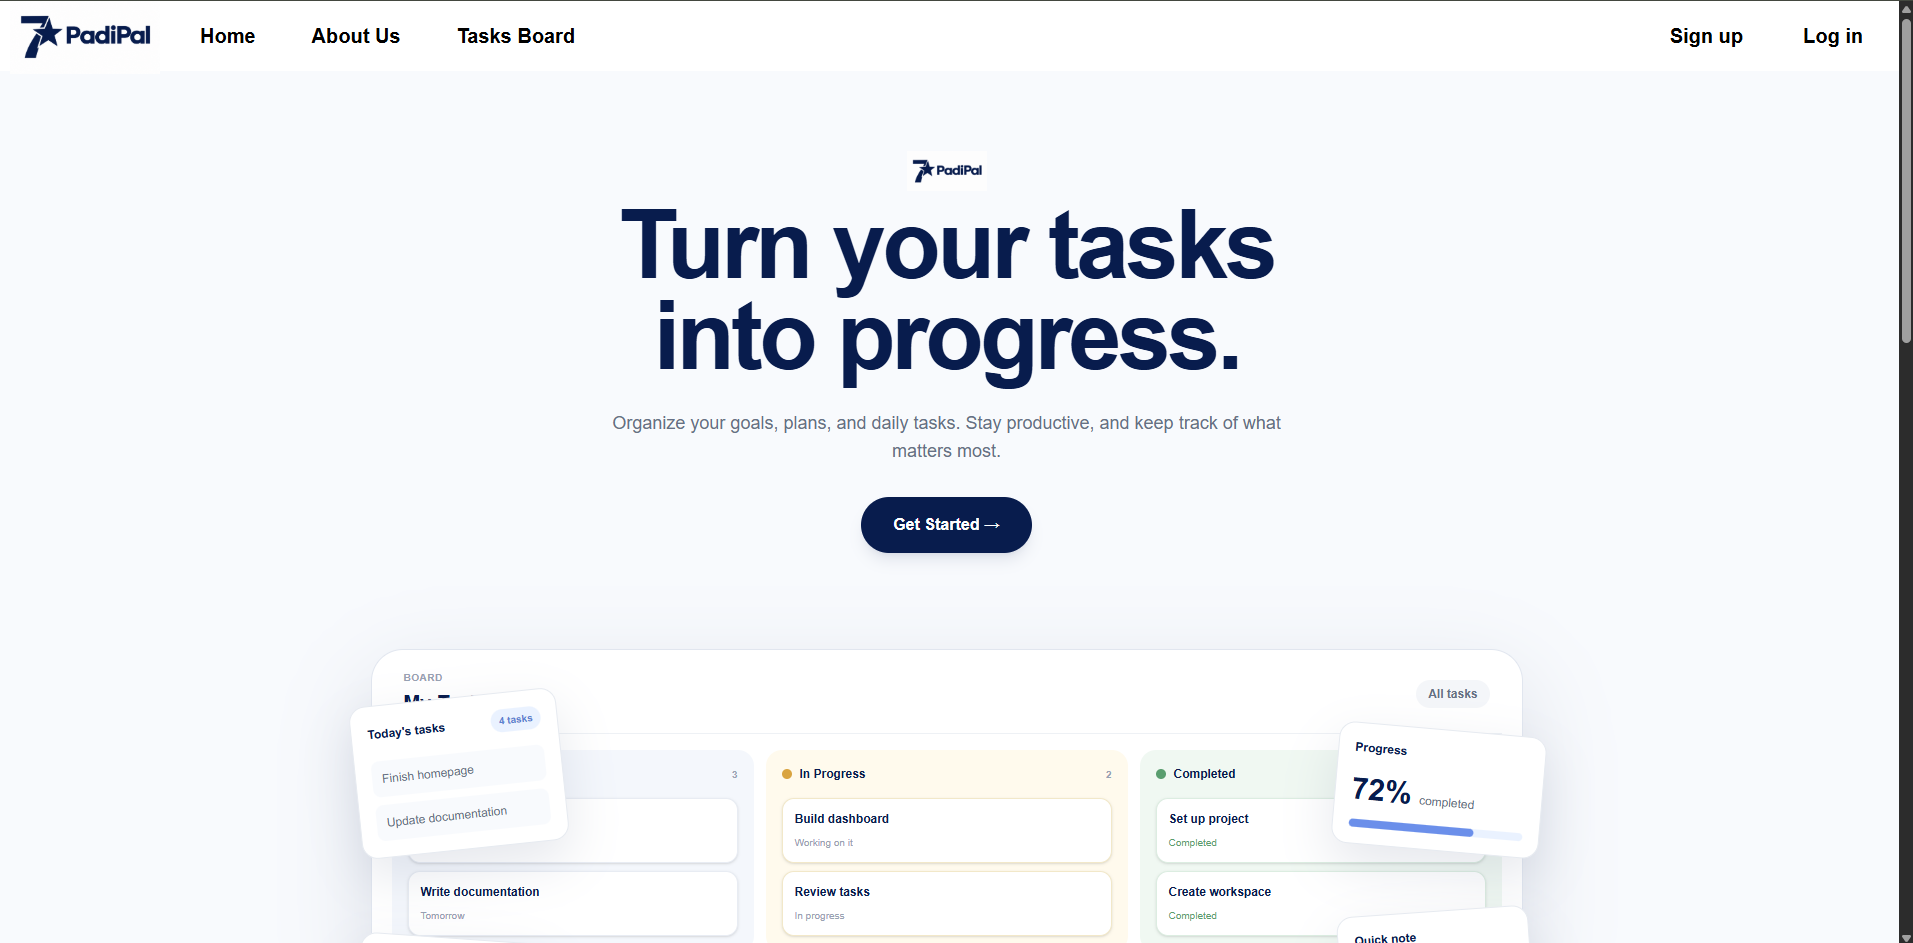 PadiPal
Home
About Us
Tasks Board
Sign up
Log in
PadiPal
Turn your tasks
into progress.
Organize your goals, plans, and daily tasks. Stay productive, and keep track of what
matters most.
Get Started →
BOARD
All tasks
Today's tasks
4 tasks
Finish homepage
Update documentation
3
Write documentation
Tomorrow
In Progress
2
Build dashboard
Working on it
Review tasks
In progress
Completed
Set up project
Completed
Create workspace
Completed
Progress
72% completed
Quick note